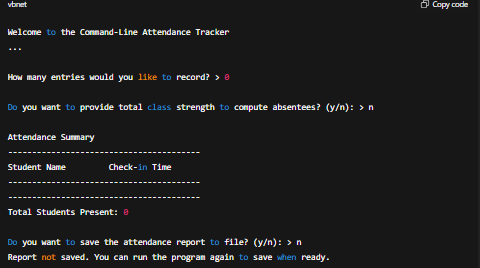 vbnet
Copy code
Welcome to the Command-Line Attendance Tracker
...
How many entries would you like to record? > 0
Do you want to provide total class strength to compute absentees? (y/n): > n
Attendance Summary
----------------------------------------
Student Name         Check-in Time
----------------------------------------
----------------------------------------
Total Students Present: 0
Do you want to save the attendance report to file? (y/n): > n
Report not saved. You can run the program again to save when ready.